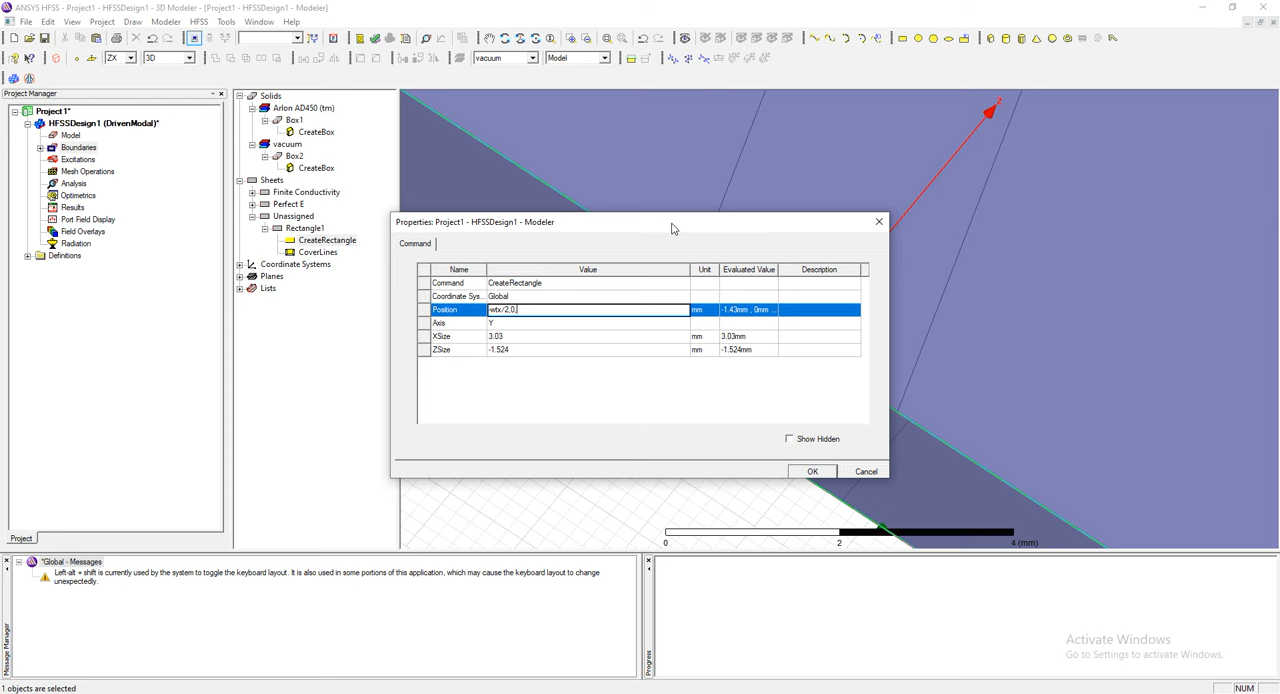 ANSYS HFSS - Project1 - HFSSDesign1 - 3D Modeler - [Project1 - HFSSDesign1 - Modeler]
File Edit View Project Draw Modeler HFSS Tools Window Help
ZX 3D vacuum Model
Project Manager
Project1*
HFSSDesign1 (DrivenModal)*
Model
Boundaries
Excitations
Mesh Operations
Analysis
Optimetrics
Results
Port Field Display
Field Overlays
Radiation
Definitions
Project
Solids
Arlon AD450 (tm)
Box1
CreateBox
vacuum
Box2
CreateBox
Sheets
Finite Conductivity
Perfect E
Unassigned
Rectangle1
CreateRectangle
CoverLines
Coordinate Systems
Planes
Lists
Z
Properties: Project1 - HFSSDesign1 - Modeler
Command
Name Value Unit Evaluated Value Description
Command CreateRectangle
Coordinate Sys... Global
Position -wtx/2,0, mm -1.43mm , 0mm ...
Axis Y
XSize 3.03 mm 3.03mm
ZSize -1.524 mm -1.524mm
Show Hidden
OK Cancel
0 2 4 (mm)
*Global - Messages
Left-alt + shift is currently used by the system to toggle the keyboard layout. It is also used in some portions of this application, which may cause the keyboard layout to change
unexpectedly.
Message Manager
Progress
Activate Windows
Go to Settings to activate Windows.
1 objects are selected
NUM